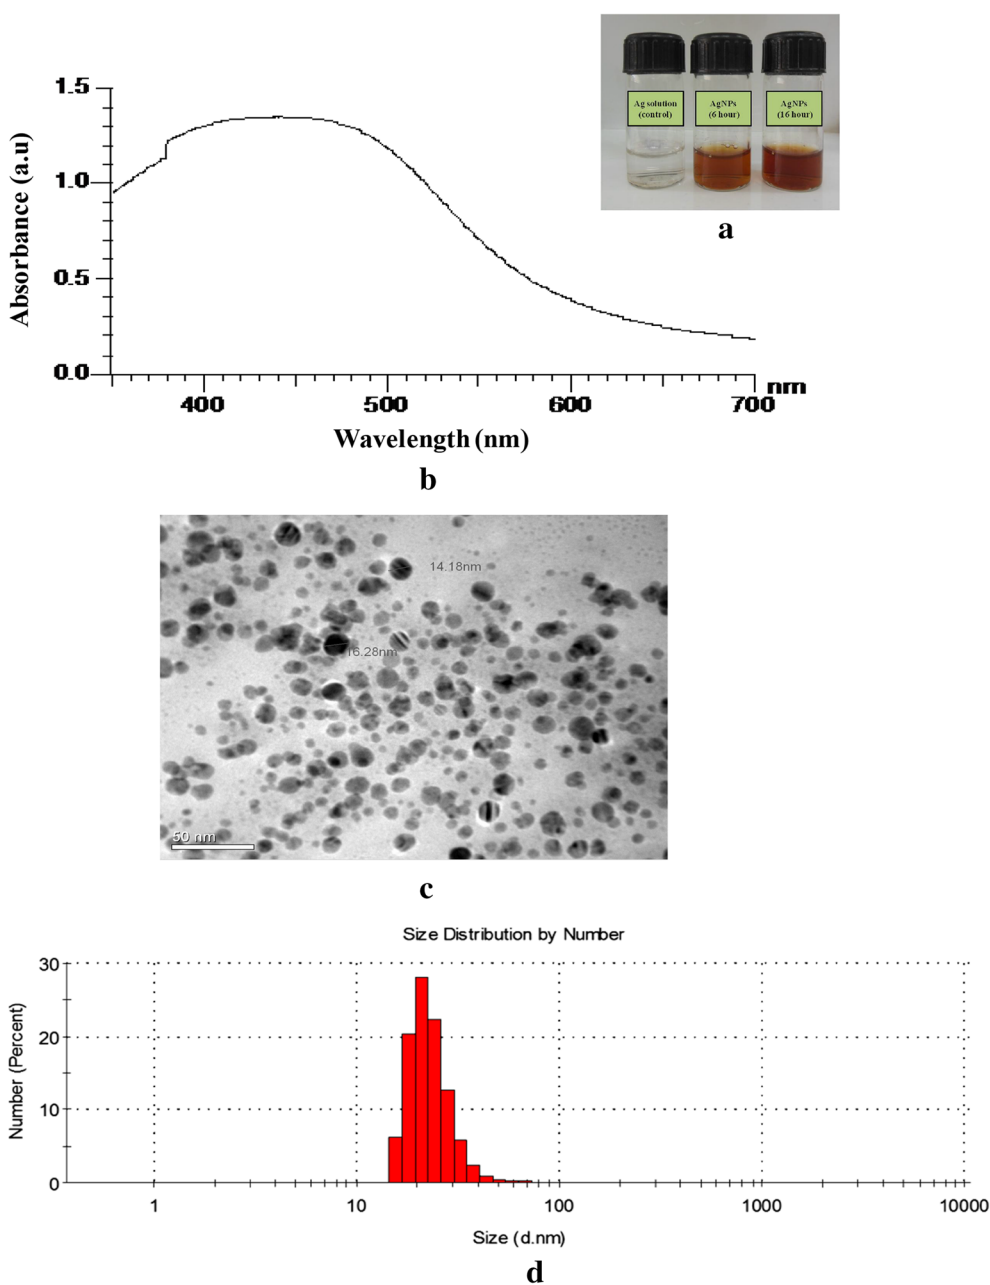 Ag solution
(control)
AgNPs
(6 hour)
AgNPs
(16 hour)
a
Absorbance (a.u)
1.5
1.0
0.5
0.0
400
500
600
700
nm
Wavelength (nm)
b
14.18nm
16.28nm
50 nm
c
Size Distribution by Number
Number (Percent)
30
20
10
0
1
10
100
1000
10000
Size (d.nm)
d